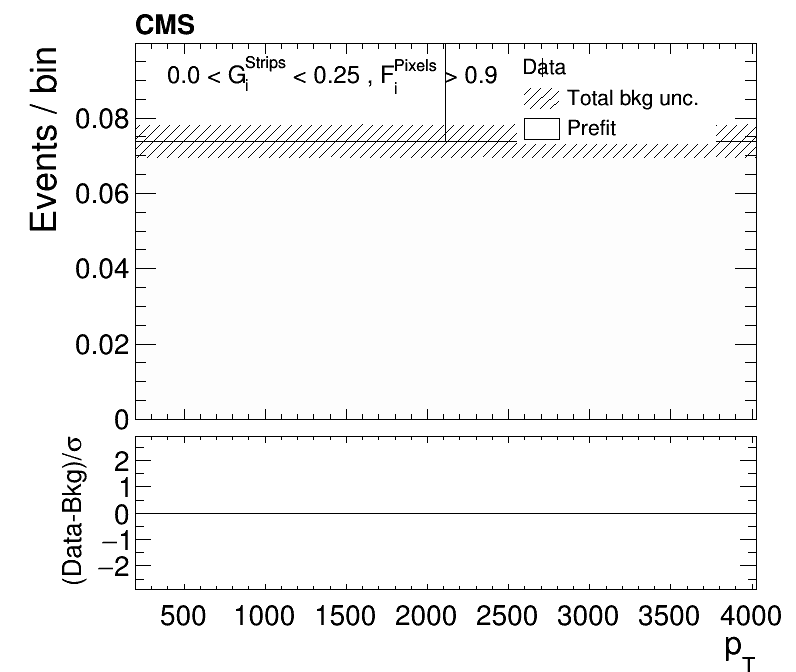 CMS
0.0 < G_i^Strips < 0.25 , F_i^Pixels > 0.9
Data
Total bkg unc.
Prefit
Events / bin
0.08
0.06
0.04
0.02
0
(Data-Bkg)/σ
2
1
0
−1
−2
500 1000 1500 2000 2500 3000 3500 4000
p_T